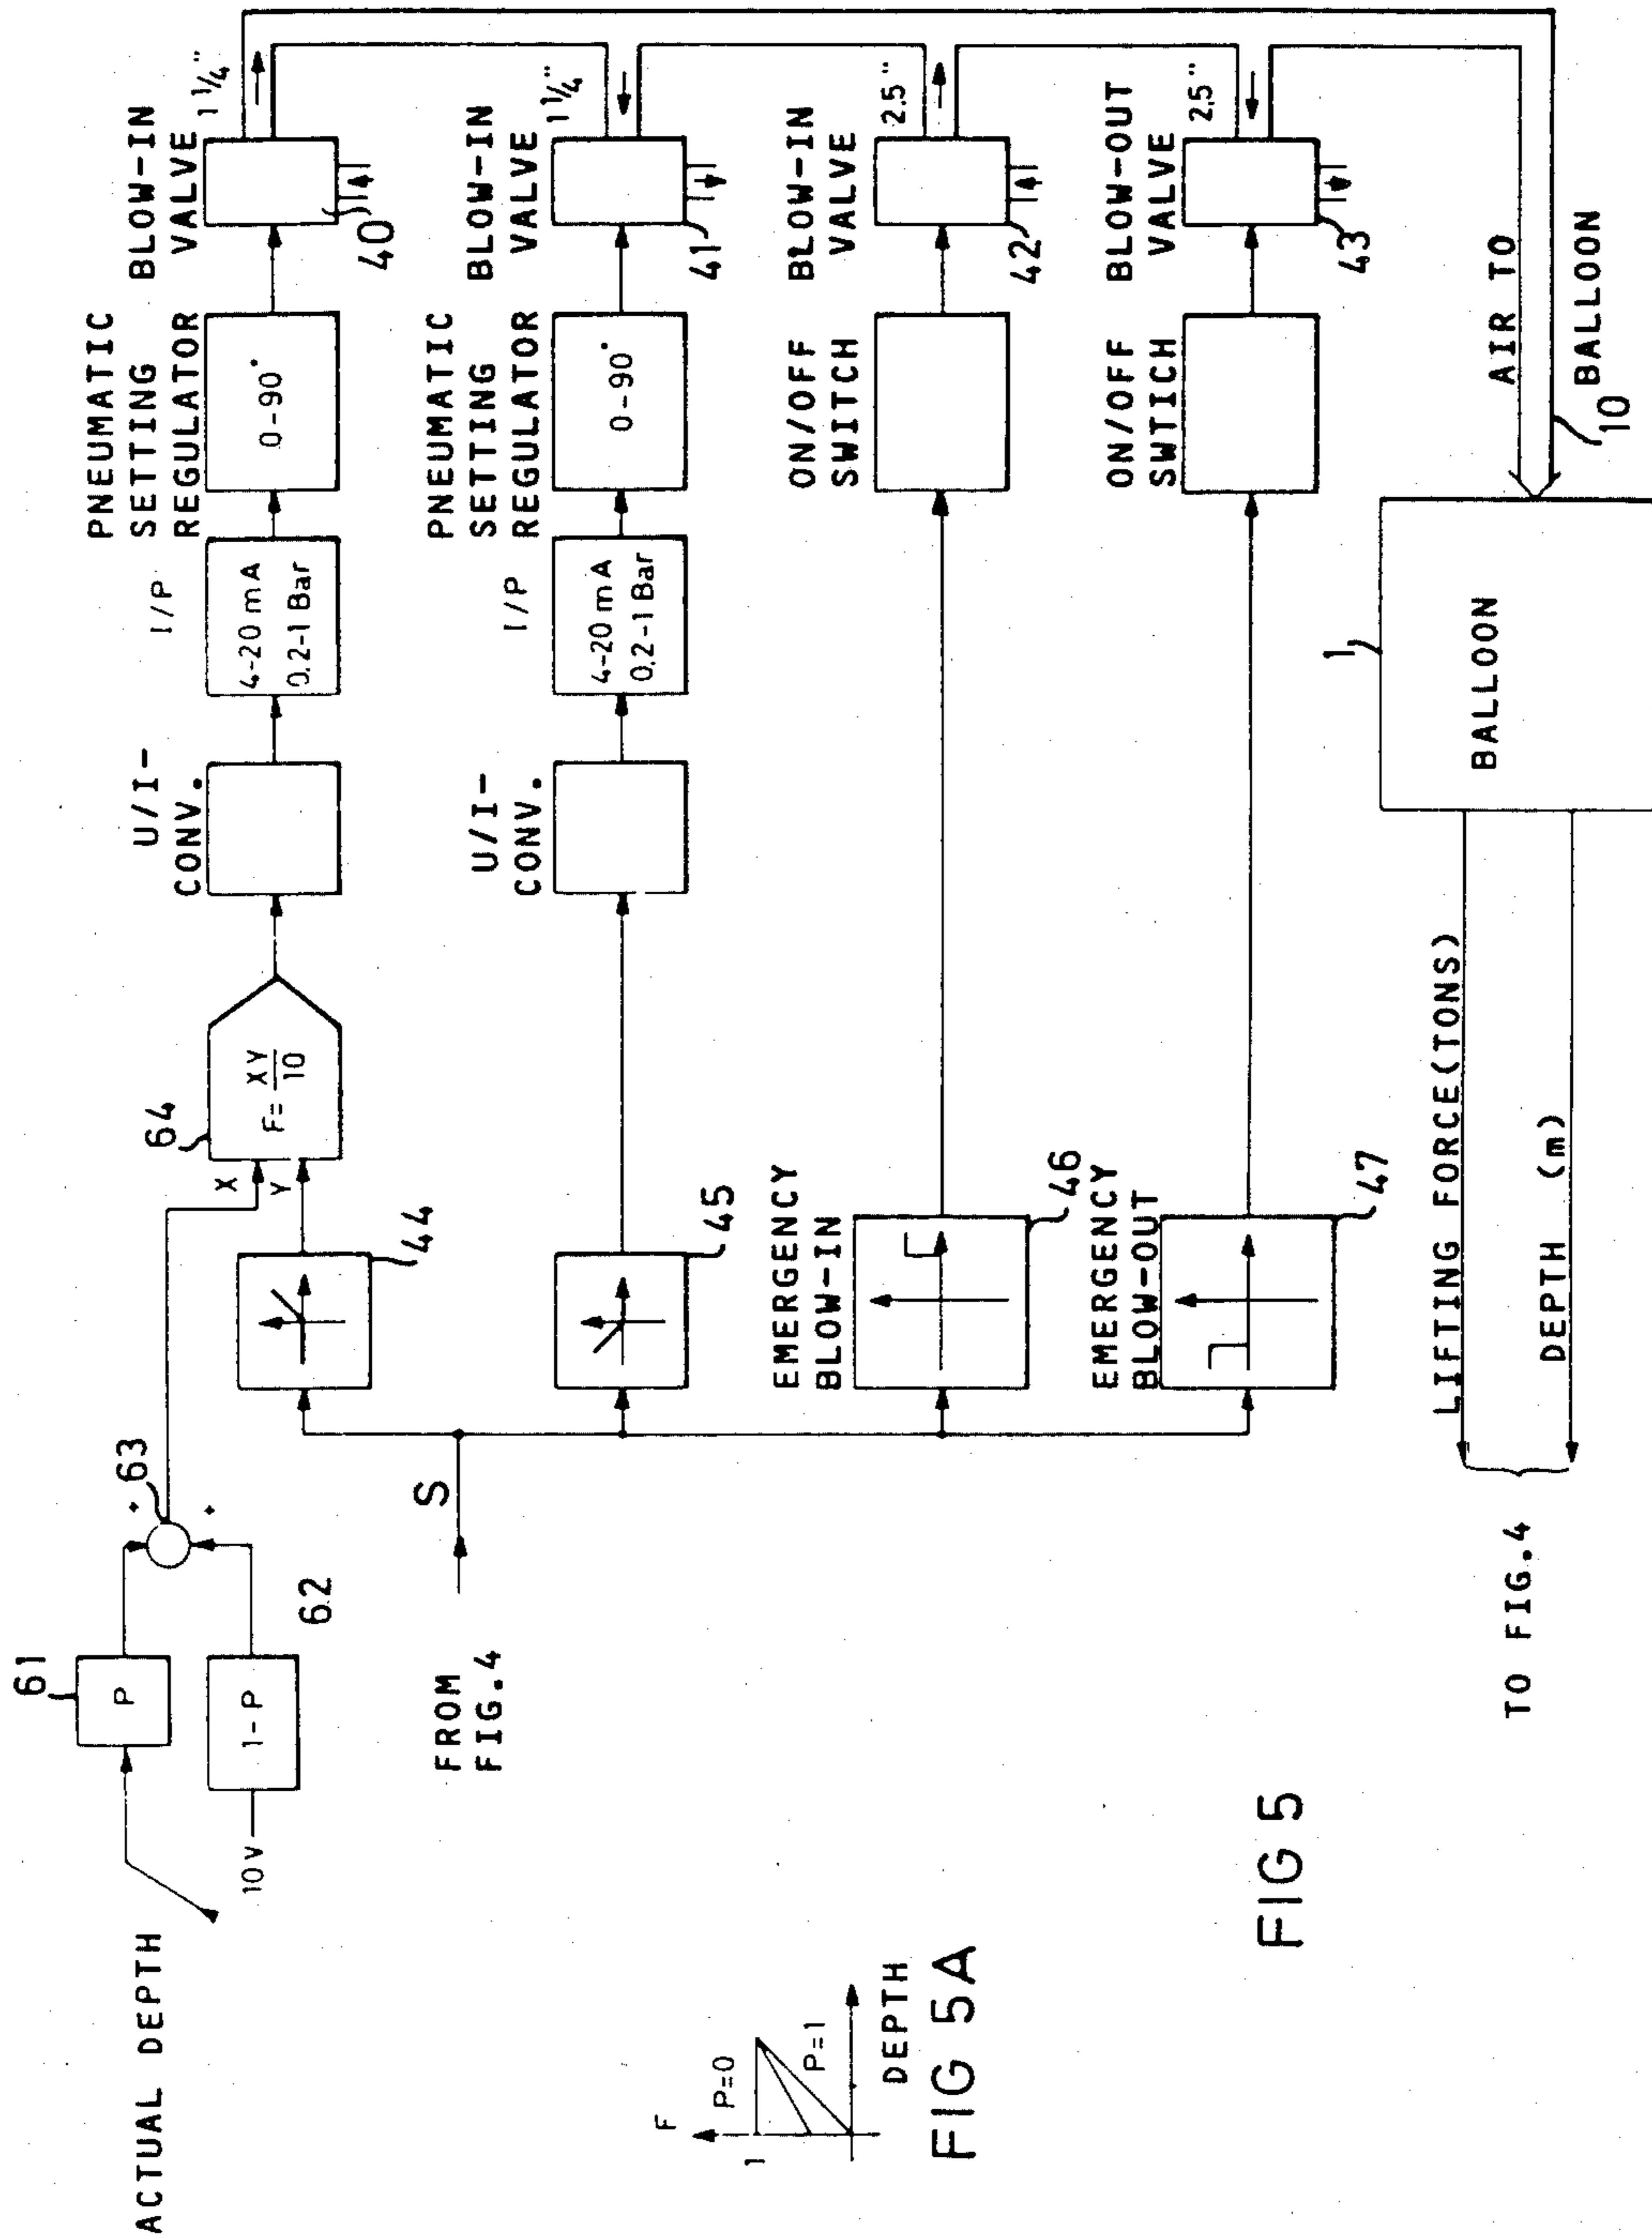 ACTUAL DEPTH
61
P
10V
1-P
62
63
+
+
FROM
FIG.4
S
X
Y
64
F= XY
10
44
U/I-
CONV.
I/P
4-20 mA
0.2-1 Bar
PNEUMATIC
SETTING
REGULATOR
0-90°
BLOW-IN
VALVE
40
1 1/4"
45
U/I-
CONV.
I/P
4-20 mA
0.2-1 Bar
PNEUMATIC
SETTING
REGULATOR
0-90°
BLOW-IN
VALVE
41
1 1/4"
EMERGENCY
BLOW-IN
46
ON/OFF
SWITCH
BLOW-IN
VALVE
42
2.5"
EMERGENCY
BLOW-OUT
47
ON/OFF
SWTICH
BLOW-OUT
VALVE
43
2.5"
LIFTING FORCE(TONS)
DEPTH (m)
TO FIG.4
1
BALLOON
AIR TO
BALLOON
10
F
1
P=0
P=1
DEPTH
FIG 5A
FIG 5